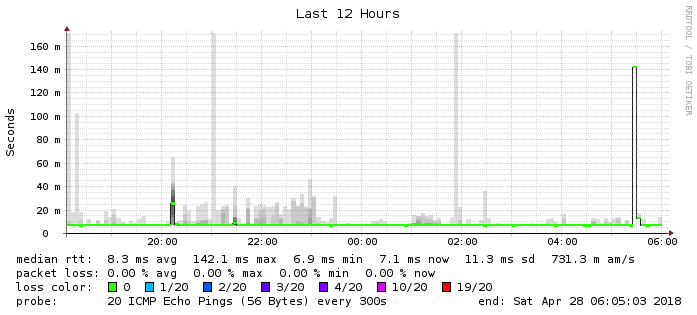 Last 12 Hours
RRDTOOL / TOBI OETIKER
Seconds
160 m
140 m
120 m
100 m
80 m
60 m
40 m
20 m
0
20:00 22:00 00:00 02:00 04:00 06:00
median rtt: 8.3 ms avg 142.1 ms max 6.9 ms min 7.1 ms now 11.3 ms sd 731.3 m am/s
packet loss: 0.00 % avg 0.00 % max 0.00 % min 0.00 % now
loss color: 0 1/20 2/20 3/20 4/20 10/20 19/20
probe: 20 ICMP Echo Pings (56 Bytes) every 300s end: Sat Apr 28 06:05:03 2018